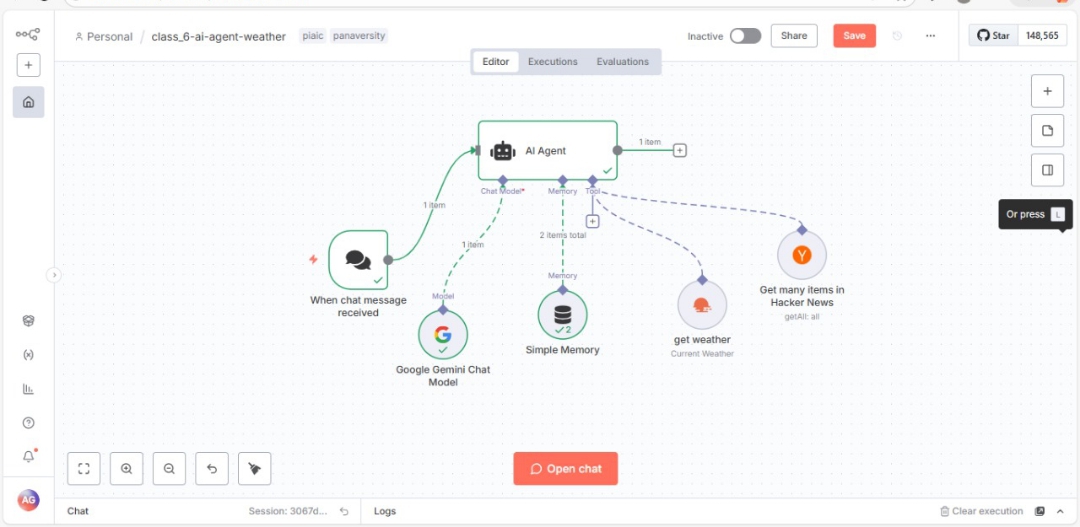 Personal / class_6-ai-agent-weather piaic panaversity
Inactive Share Save ... Star 148,565
Editor Executions Evaluations
AI Agent
1 item
Chat Model* Memory Tool
1 item
2 items total
1 item
Or press L
Memory
Model
When chat message
received
2
Google Gemini Chat
Model
Simple Memory
get weather
Current Weather
Get many items in
Hacker News
getAll: all
Open chat
AG
Chat Session: 3067d... Logs Clear execution